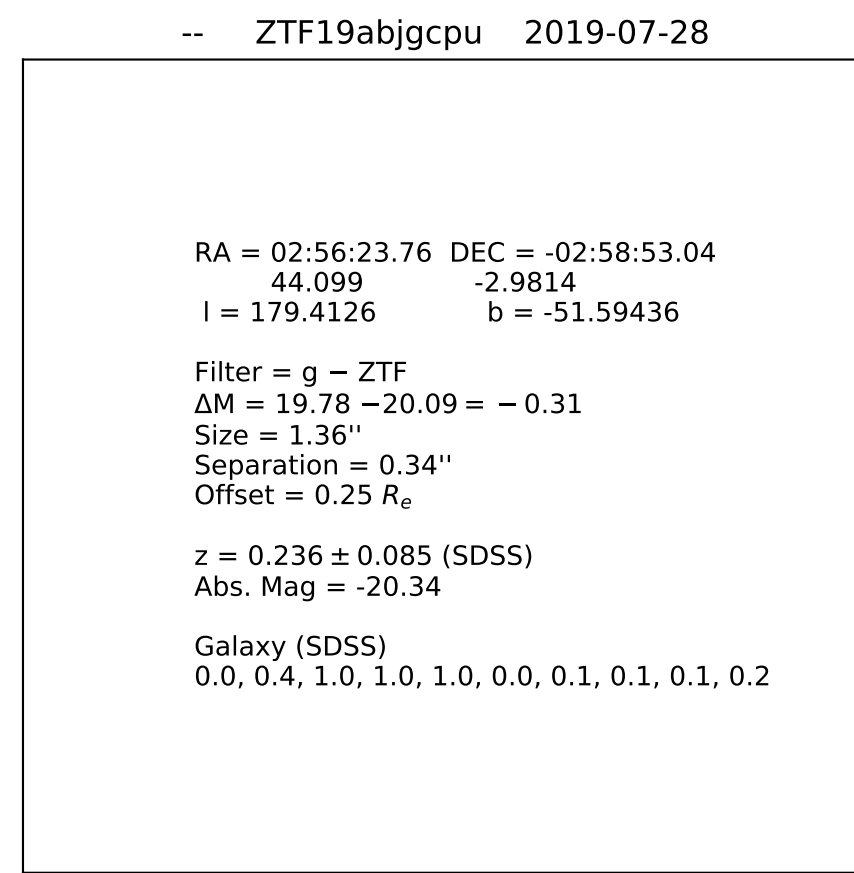 -- ZTF19abjgcpu 2019-07-28
RA = 02:56:23.76 DEC = -02:58:53.04
44.099 -2.9814
l = 179.4126 b = -51.59436
Filter = g − ZTF
ΔM = 19.78 −20.09 = − 0.31
Size = 1.36''
Separation = 0.34''
Offset = 0.25 Re
z = 0.236 ± 0.085 (SDSS)
Abs. Mag = -20.34
Galaxy (SDSS)
0.0, 0.4, 1.0, 1.0, 1.0, 0.0, 0.1, 0.1, 0.1, 0.2